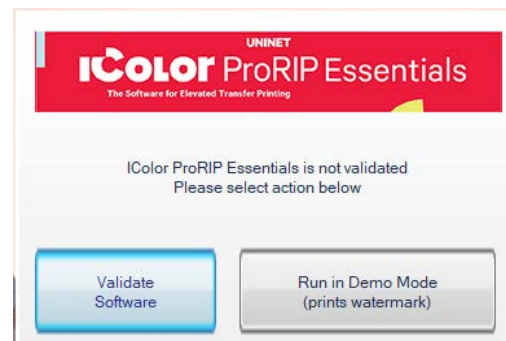 UNINET
IColor ProRIP Essentials
The Software for Elevated Transfer Printing
IColor ProRIP Essentials is not validated
Please select action below
Validate
Software
Run in Demo Mode
(prints watermark)